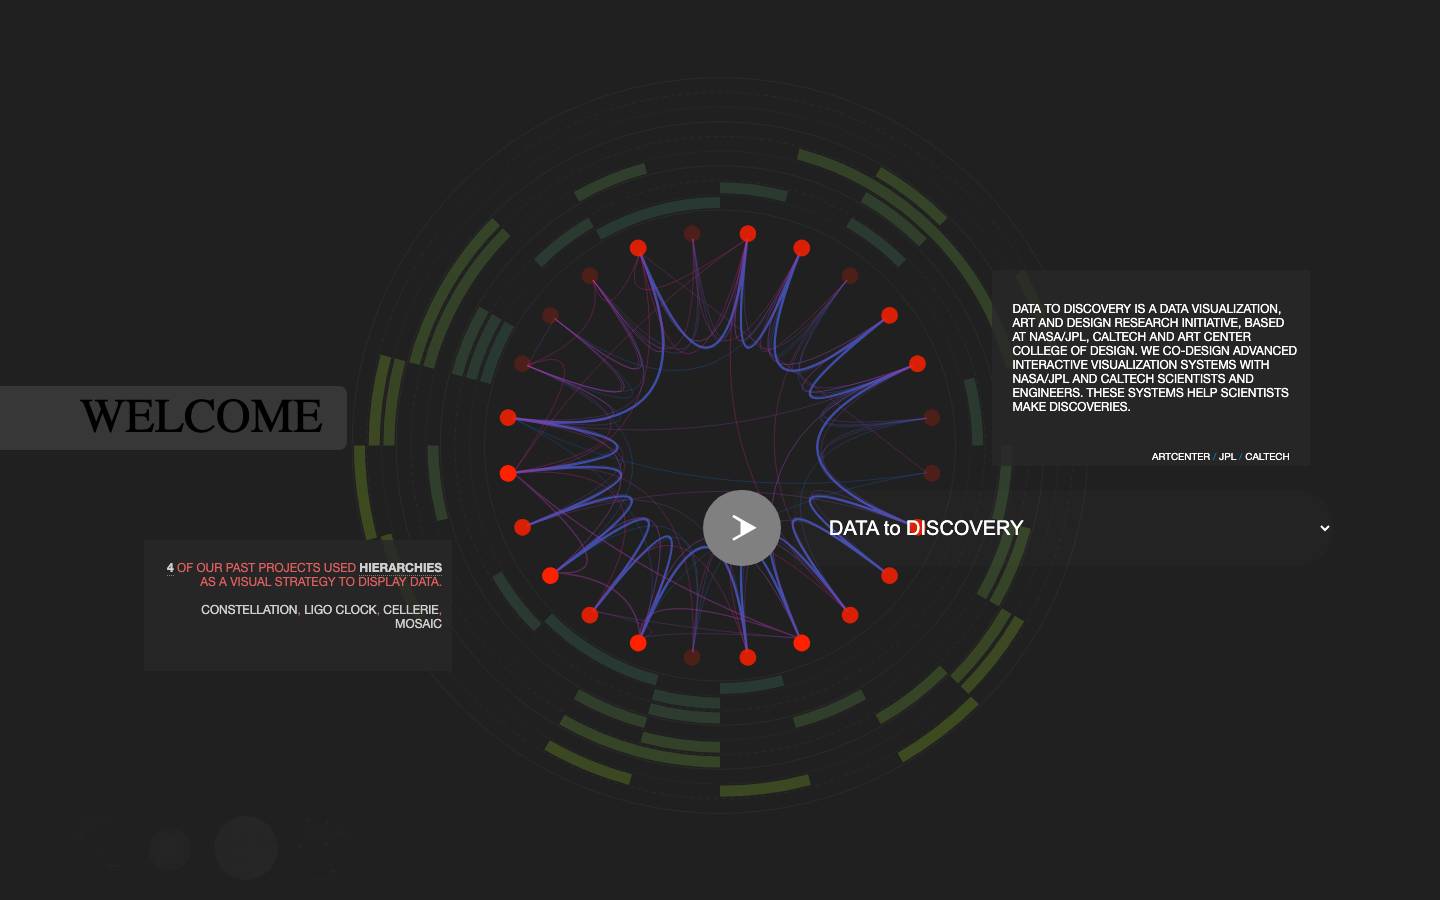 WELCOME
DATA TO DISCOVERY IS A DATA VISUALIZATION,
ART AND DESIGN RESEARCH INITIATIVE, BASED
AT NASA/JPL, CALTECH AND ART CENTER
COLLEGE OF DESIGN. WE CO-DESIGN ADVANCED
INTERACTIVE VISUALIZATION SYSTEMS WITH
NASA/JPL AND CALTECH SCIENTISTS AND
ENGINEERS. THESE SYSTEMS HELP SCIENTISTS
MAKE DISCOVERIES.
ARTCENTER / JPL / CALTECH
DATA to DISCOVERY
4 OF OUR PAST PROJECTS USED HIERARCHIES
AS A VISUAL STRATEGY TO DISPLAY DATA.
CONSTELLATION, LIGO CLOCK, CELLERIE,
MOSAIC